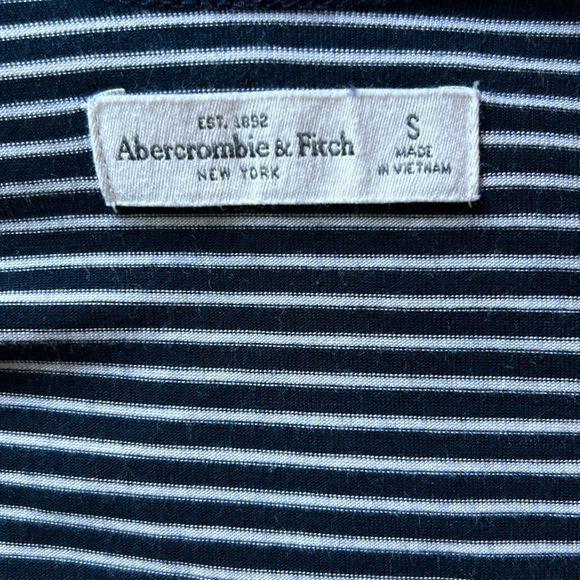 EST. 1892
Abercrombie & Fitch
NEW YORK
S
MADE
IN VIETNAM